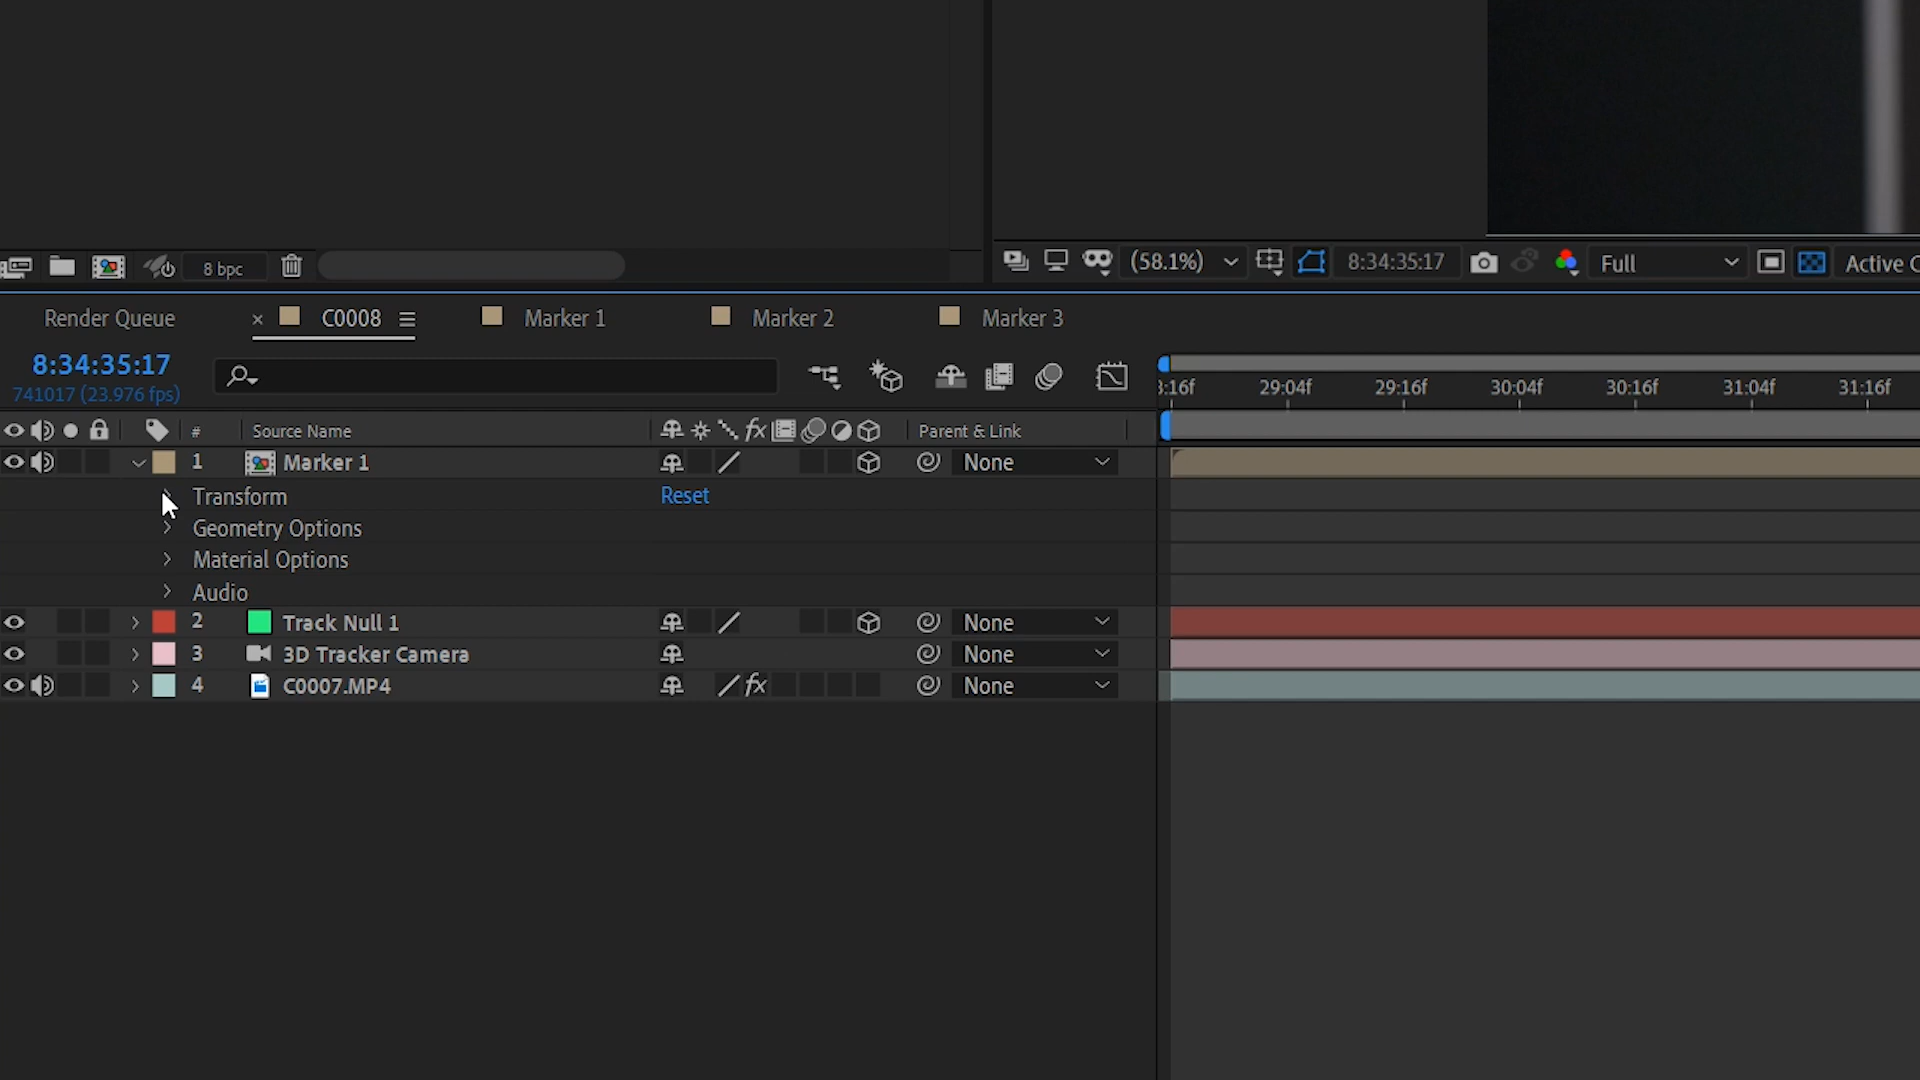 8 bpc
(58.1%) 8:34:35:17 Full
Render Queue C0008 Marker 1 Marker 2 Marker 3
8:34:35:17
741017 (23.976 fps)
29:04f 29:16f 30:04f 30:16f 31:04f 31:16f
# Source Name fx Parent & Link
1 Marker 1 None
Transform Reset
Geometry Options
Material Options
Audio
2 Track Null 1 None
3 3D Tracker Camera None
4 C0007.MP4 fx None